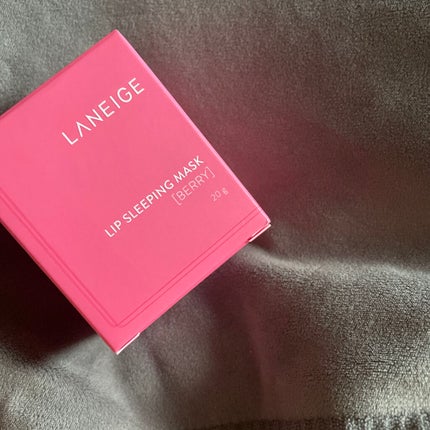 LANEIGE
LIP SLEEPING MASK
[BERRY]
20 g